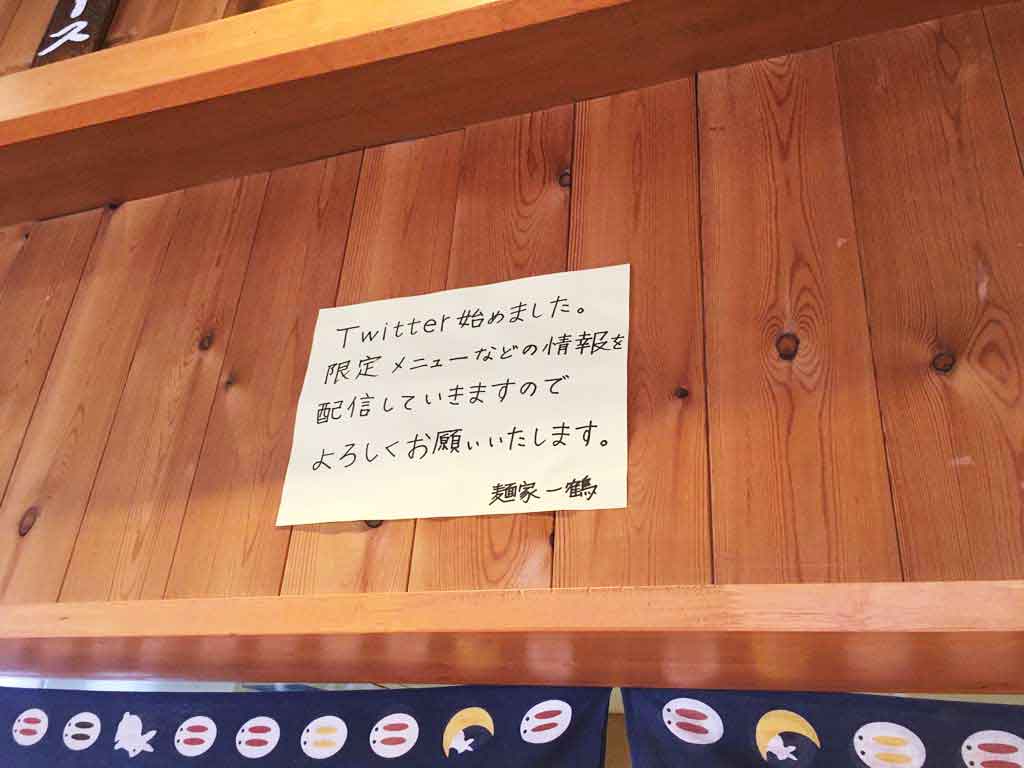 ース
Twitter始めました。
限定メニューなどの情報を
配信していきますので
よろしくお願いいたします。
麺家一鶴